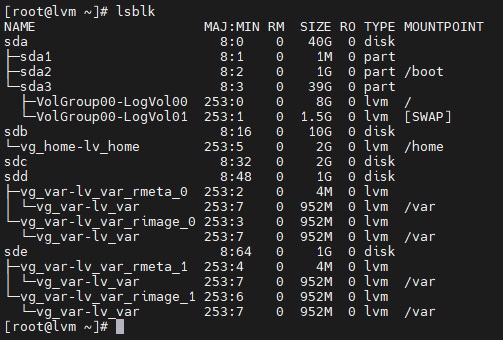 [root@lvm ~]# lsblk
NAME                       MAJ:MIN RM  SIZE RO TYPE MOUNTPOINT
sda                          8:0    0   40G  0 disk
├─sda1                       8:1    0    1M  0 part
├─sda2                       8:2    0    1G  0 part /boot
└─sda3                       8:3    0   39G  0 part
  ├─VolGroup00-LogVol00    253:0    0    8G  0 lvm  /
  └─VolGroup00-LogVol01    253:1    0  1.5G  0 lvm  [SWAP]
sdb                          8:16   0   10G  0 disk
└─vg_home-lv_home          253:5    0    2G  0 lvm  /home
sdc                          8:32   0    2G  0 disk
sdd                          8:48   0    1G  0 disk
├─vg_var-lv_var_rmeta_0    253:2    0    4M  0 lvm
│ └─vg_var-lv_var          253:7    0  952M  0 lvm  /var
└─vg_var-lv_var_rimage_0   253:3    0  952M  0 lvm
  └─vg_var-lv_var          253:7    0  952M  0 lvm  /var
sde                          8:64   0    1G  0 disk
├─vg_var-lv_var_rmeta_1    253:4    0    4M  0 lvm
│ └─vg_var-lv_var          253:7    0  952M  0 lvm  /var
└─vg_var-lv_var_rimage_1   253:6    0  952M  0 lvm
  └─vg_var-lv_var          253:7    0  952M  0 lvm  /var
[root@lvm ~]#